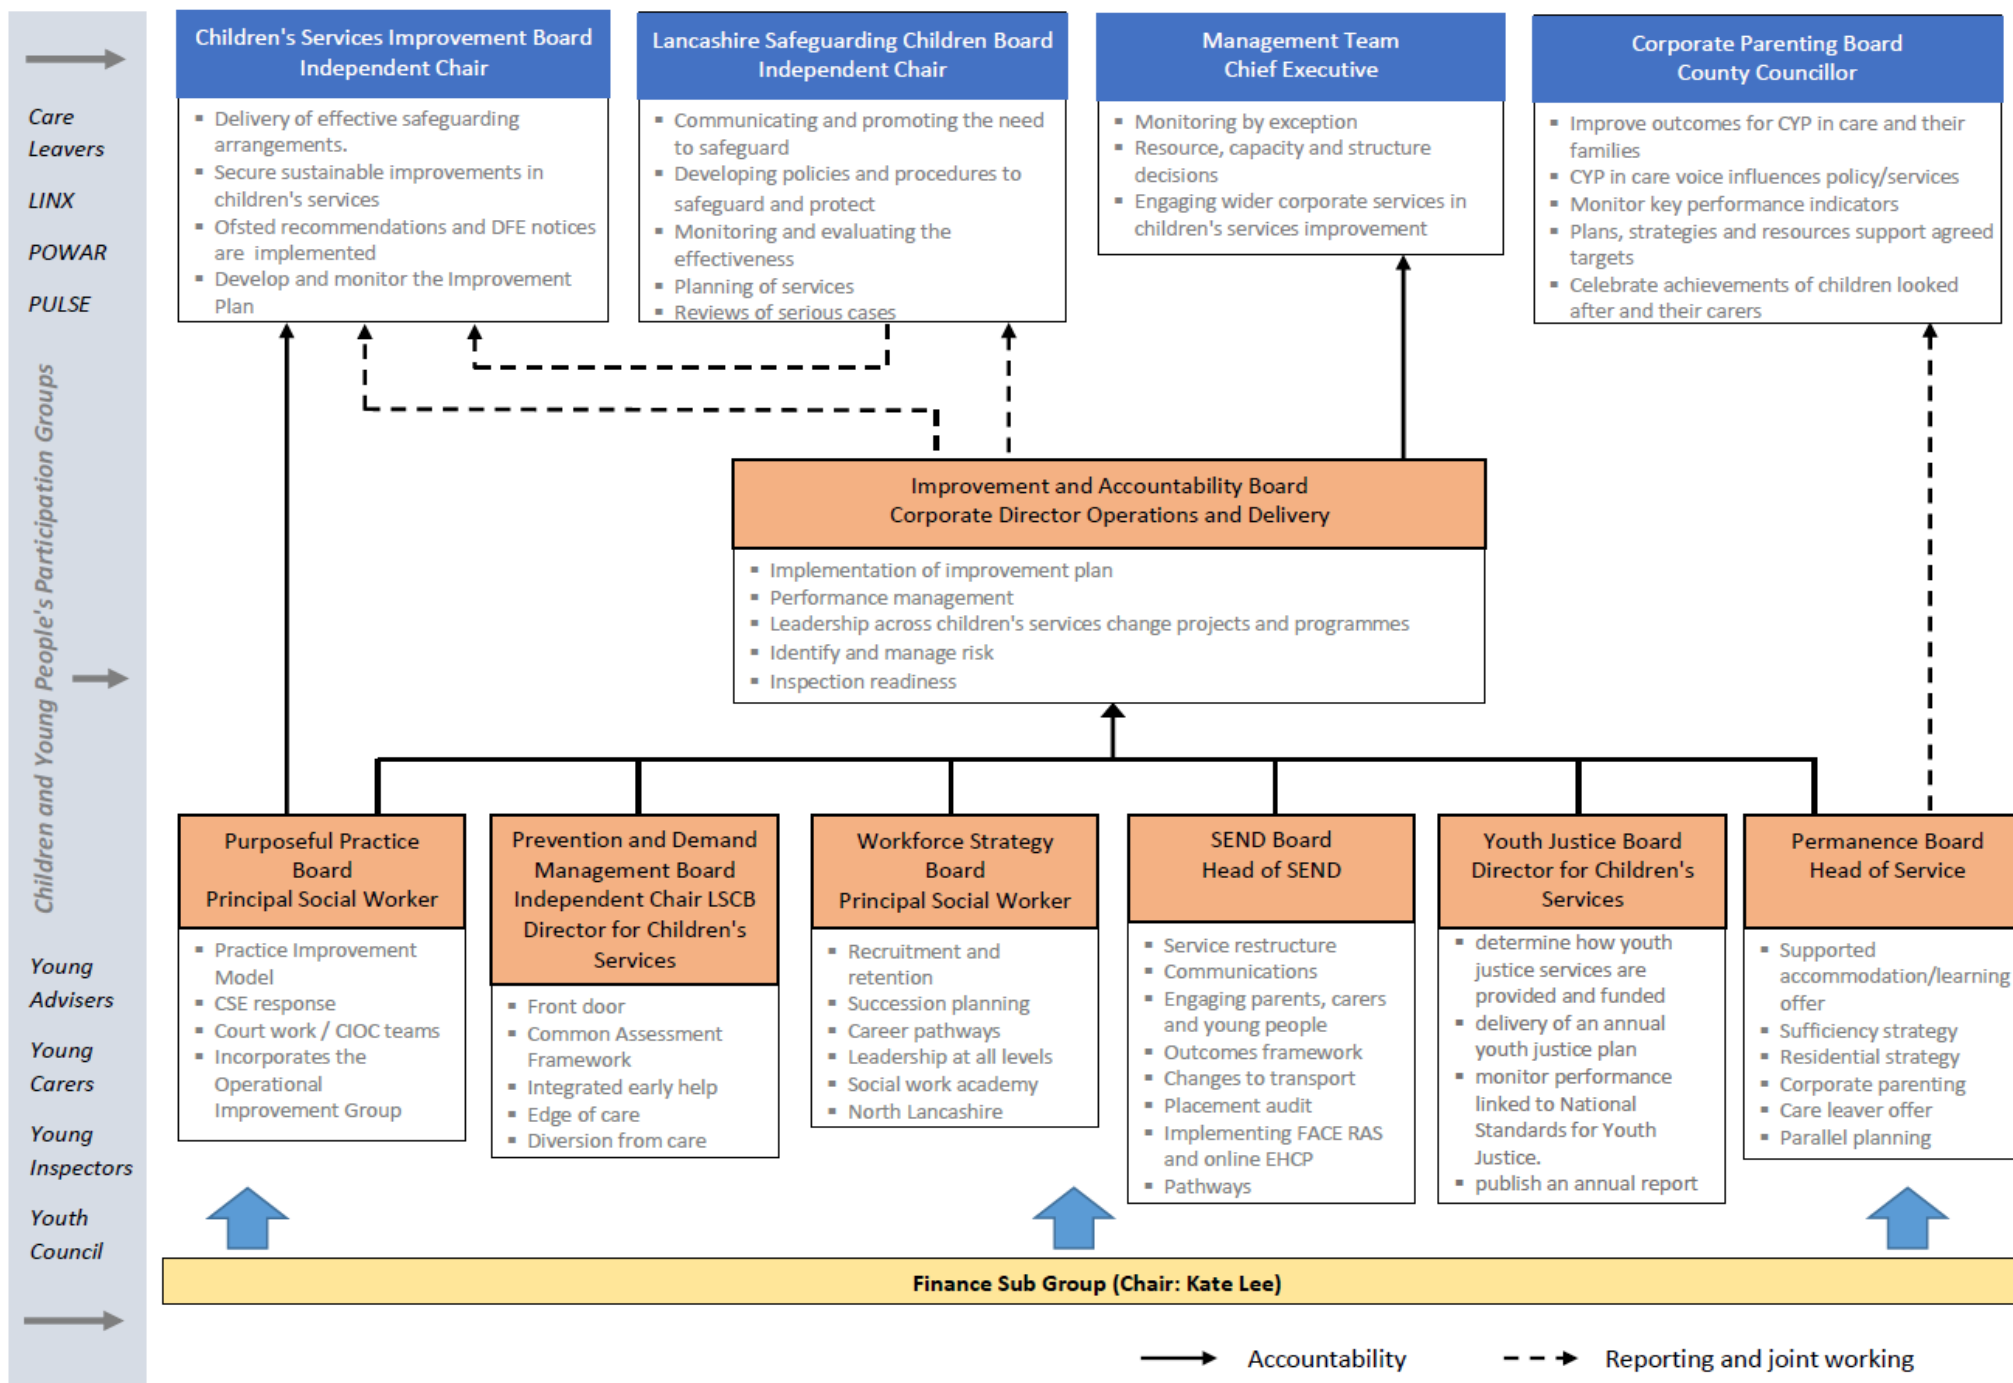 Care
Leavers
LINX
POWAR
PULSE
Children and Young People's Participation Groups
Young
Advisers
Young
Carers
Young
Inspectors
Youth
Council
Children's Services Improvement Board
Independent Chair
▪ Delivery of effective safeguarding
arrangements.
▪ Secure sustainable improvements in
children's services
▪ Ofsted recommendations and DFE notices
are implemented
▪ Develop and monitor the Improvement
Plan
Lancashire Safeguarding Children Board
Independent Chair
▪ Communicating and promoting the need
to safeguard
▪ Developing policies and procedures to
safeguard and protect
▪ Monitoring and evaluating the
effectiveness
▪ Planning of services
▪ Reviews of serious cases
Management Team
Chief Executive
▪ Monitoring by exception
▪ Resource, capacity and structure
decisions
▪ Engaging wider corporate services in
children's services improvement
Corporate Parenting Board
County Councillor
▪ Improve outcomes for CYP in care and their
families
▪ CYP in care voice influences policy/services
▪ Monitor key performance indicators
▪ Plans, strategies and resources support agreed
targets
▪ Celebrate achievements of children looked
after and their carers
Improvement and Accountability Board
Corporate Director Operations and Delivery
▪ Implementation of improvement plan
▪ Performance management
▪ Leadership across children's services change projects and programmes
▪ Identify and manage risk
▪ Inspection readiness
Purposeful Practice
Board
Principal Social Worker
▪ Practice Improvement
Model
▪ CSE response
▪ Court work / CIOC teams
▪ Incorporates the
Operational
Improvement Group
Prevention and Demand
Management Board
Independent Chair LSCB
Director for Children's
Services
▪ Front door
▪ Common Assessment
Framework
▪ Integrated early help
▪ Edge of care
▪ Diversion from care
Workforce Strategy
Board
Principal Social Worker
▪ Recruitment and
retention
▪ Succession planning
▪ Career pathways
▪ Leadership at all levels
▪ Social work academy
▪ North Lancashire
SEND Board
Head of SEND
▪ Service restructure
▪ Communications
▪ Engaging parents, carers
and young people
▪ Outcomes framework
▪ Changes to transport
▪ Placement audit
▪ Implementing FACE RAS
and online EHCP
▪ Pathways
Youth Justice Board
Director for Children's
Services
▪ determine how youth
justice services are
provided and funded
▪ delivery of an annual
youth justice plan
▪ monitor performance
linked to National
Standards for Youth
Justice.
▪ publish an annual report
Permanence Board
Head of Service
▪ Supported
accommodation/learning
offer
▪ Sufficiency strategy
▪ Residential strategy
▪ Corporate parenting
▪ Care leaver offer
▪ Parallel planning
Finance Sub Group (Chair: Kate Lee)
Accountability
Reporting and joint working